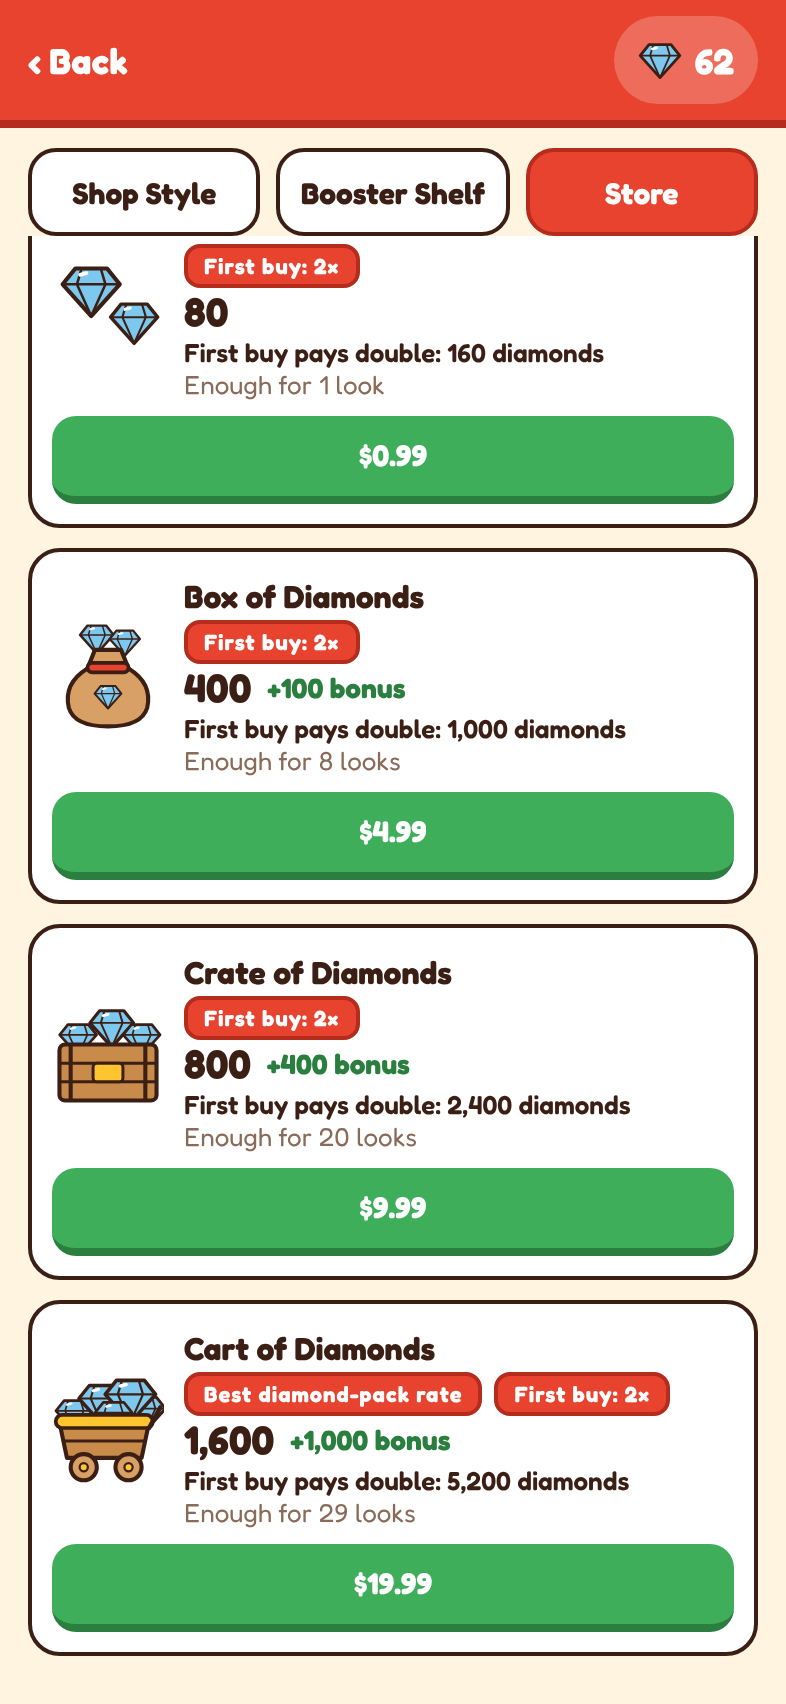 ‹ Back
62
Shop Style
Booster Shelf
Store
First buy: 2x
80
First buy pays double: 160 diamonds
Enough for 1 look
$0.99
Box of Diamonds
First buy: 2x
400 +100 bonus
First buy pays double: 1,000 diamonds
Enough for 8 looks
$4.99
Crate of Diamonds
First buy: 2x
800 +400 bonus
First buy pays double: 2,400 diamonds
Enough for 20 looks
$9.99
Cart of Diamonds
Best diamond-pack rate
First buy: 2x
1,600 +1,000 bonus
First buy pays double: 5,200 diamonds
Enough for 29 looks
$19.99